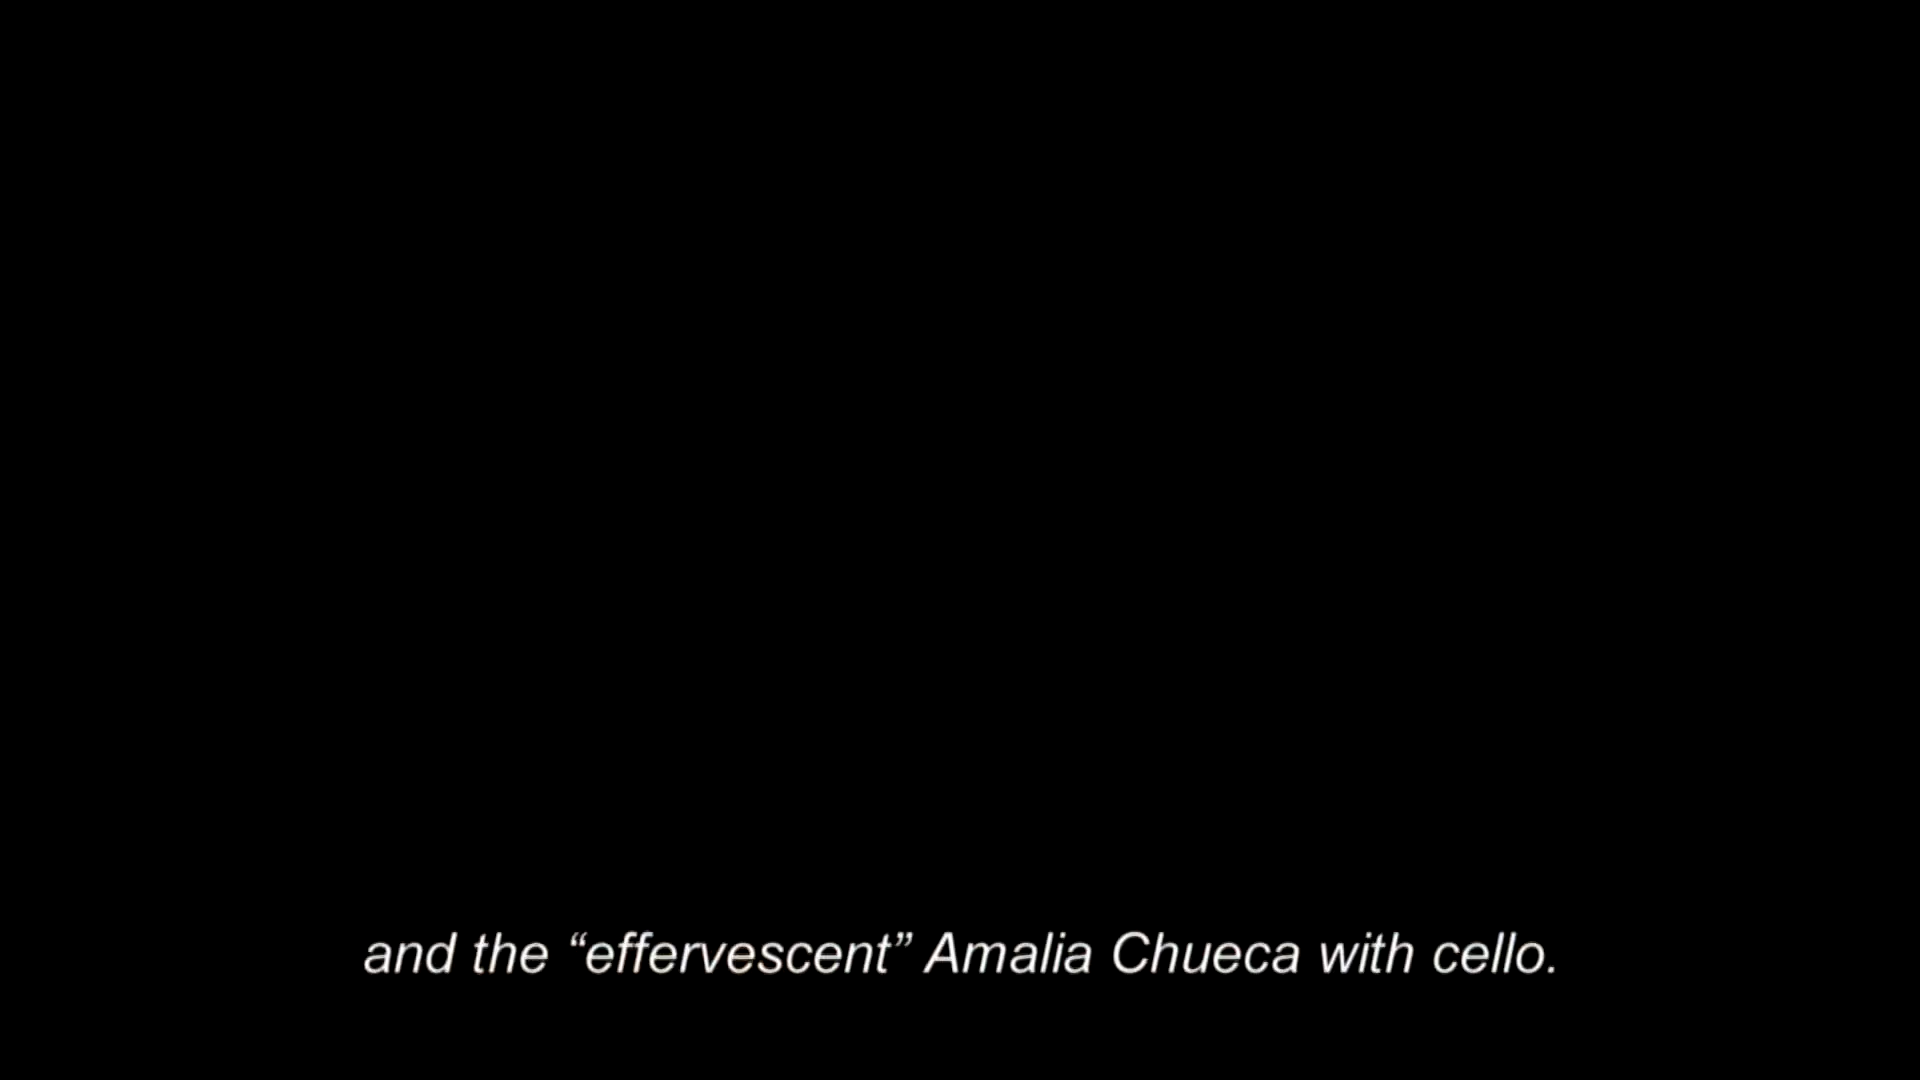 and the “effervescent” Amalia Chueca with cello.